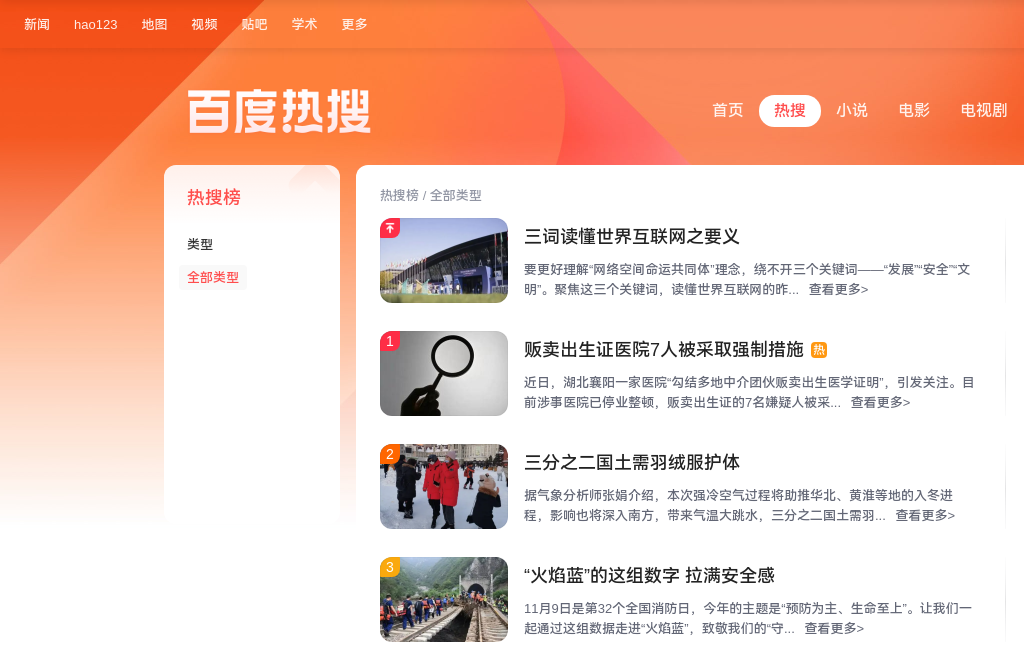 新闻 hao123 地图 视频 贴吧 学术 更多
百度热搜
首页 热搜 小说 电影 电视剧
热搜榜
类型
全部类型
热搜榜 / 全部类型
三词读懂世界互联网之要义
要更好理解“网络空间命运共同体”理念，绕不开三个关键词——“发展”“安全”“文
明”。聚焦这三个关键词，读懂世界互联网的昨... 查看更多>
1
贩卖出生证医院7人被采取强制措施 热
近日，湖北襄阳一家医院“勾结多地中介团伙贩卖出生医学证明”，引发关注。目
前涉事医院已停业整顿，贩卖出生证的7名嫌疑人被采... 查看更多>
2
三分之二国土需羽绒服护体
据气象分析师张娟介绍，本次强冷空气过程将助推华北、黄淮等地的入冬进
程，影响也将深入南方，带来气温大跳水，三分之二国土需羽... 查看更多>
3
“火焰蓝”的这组数字 拉满安全感
11月9日是第32个全国消防日，今年的主题是“预防为主、生命至上”。让我们一
起通过这组数据走进“火焰蓝”，致敬我们的“守... 查看更多>